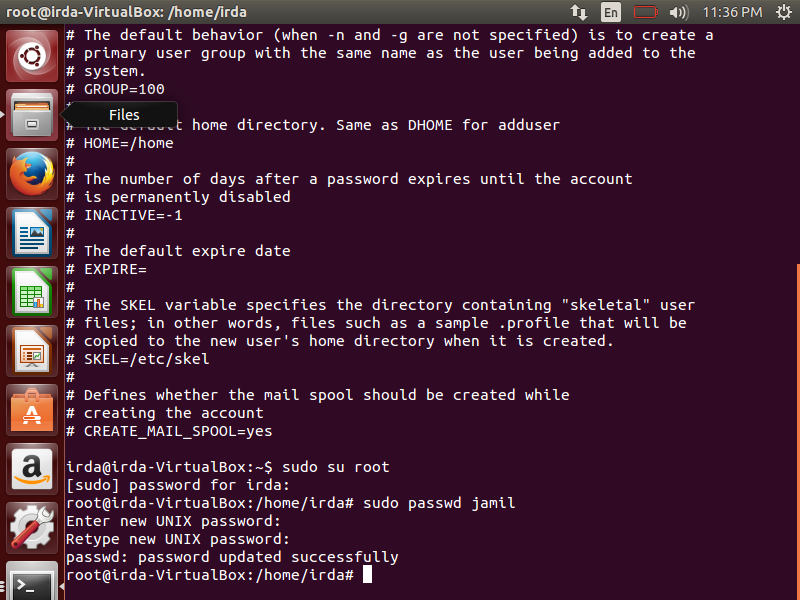 root@irda-VirtualBox: /home/irda
En
11:36 PM
# The default behavior (when -n and -g are not specified) is to create a
# primary user group with the same name as the user being added to the
# system.
# GROUP=100
#
Files
default home directory. Same as DHOME for adduser
# HOME=/home
#
# The number of days after a password expires until the account
# is permanently disabled
# INACTIVE=-1
#
# The default expire date
# EXPIRE=
#
# The SKEL variable specifies the directory containing "skeletal" user
# files; in other words, files such as a sample .profile that will be
# copied to the new user's home directory when it is created.
# SKEL=/etc/skel
#
# Defines whether the mail spool should be created while
# creating the account
# CREATE_MAIL_SPOOL=yes
irda@irda-VirtualBox:~$ sudo su root
[sudo] password for irda:
root@irda-VirtualBox:/home/irda# sudo passwd jamil
Enter new UNIX password:
Retype new UNIX password:
passwd: password updated successfully
root@irda-VirtualBox:/home/irda#
a
>_